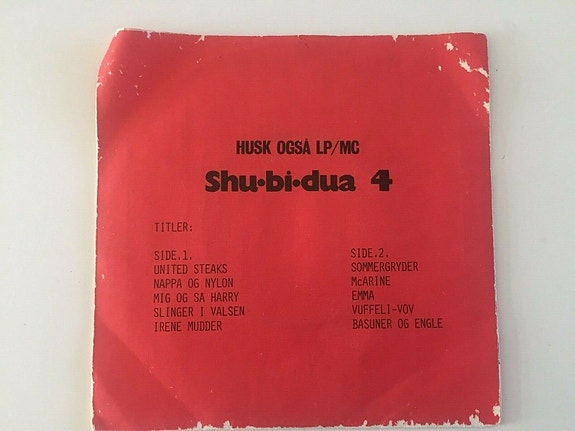 HUSK OGSÅ LP/MC
Shu•bi•dua 4
TITLER:
SIDE.1.
UNITED STEAKS
NAPPA OG NYLON
MIG OG SA HARRY
SLINGER I VALSEN
IRENE MUDDER
SIDE.2.
SOMMERGRYDER
McARINE
EMMA
VUFFELI-VOV
BASUNER OG ENGLE